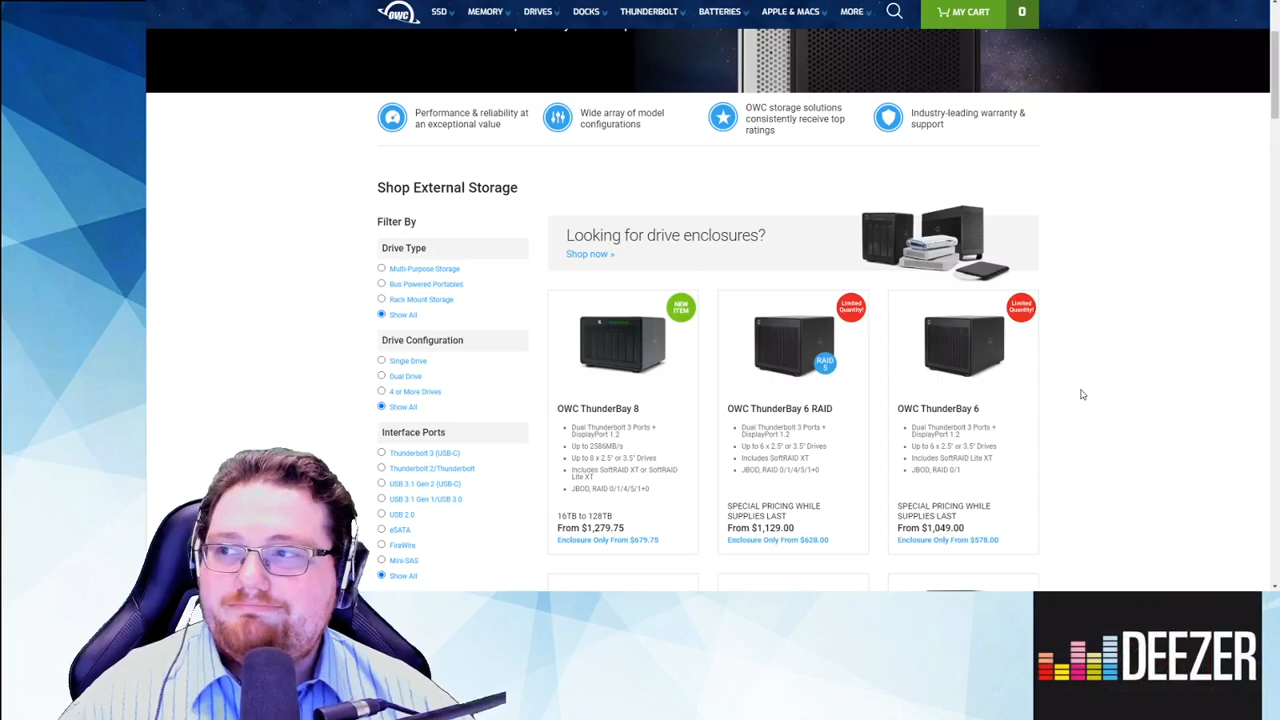 OWC SSD MEMORY DRIVES DOCKS THUNDERBOLT BATTERIES APPLE & MACS MORE MY CART 0
Performance & reliability at
an exceptional value
Wide array of model
configurations
OWC storage solutions
consistently receive top
ratings
Industry-leading warranty &
support
Shop External Storage
Filter By
Drive Type
Multi-Purpose Storage
Bus Powered Portables
Rack Mount Storage
Show All
Drive Configuration
Single Drive
Dual Drive
4 or More Drives
Show All
Interface Ports
Thunderbolt 3 (USB-C)
Thunderbolt 2/Thunderbolt
USB 3.1 Gen 2 (USB-C)
USB 3.1 Gen 1/USB 3.0
USB 2.0
eSATA
FireWire
Mini-SAS
Show All
Looking for drive enclosures?
Shop now »
NEW
ITEM
OWC ThunderBay 8
Dual Thunderbolt 3 Ports +
DisplayPort 1.2
Up to 2586MB/s
Up to 8 x 2.5" or 3.5" Drives
Includes SoftRAID XT or SoftRAID
Lite XT
JBOD, RAID 0/1/4/5/1+0
16TB to 128TB
From $1,279.75
Enclosure Only From $679.75
Limited
Quantity!
RAID
5
OWC ThunderBay 6 RAID
Dual Thunderbolt 3 Ports +
DisplayPort 1.2
Up to 6 x 2.5" or 3.5" Drives
Includes SoftRAID XT
JBOD, RAID 0/1/4/5/1+0
SPECIAL PRICING WHILE
SUPPLIES LAST
From $1,129.00
Enclosure Only From $628.00
Limited
Quantity!
OWC ThunderBay 6
Dual Thunderbolt 3 Ports +
DisplayPort 1.2
Up to 6 x 2.5" or 3.5" Drives
Includes SoftRAID Lite XT
JBOD, RAID 0/1
SPECIAL PRICING WHILE
SUPPLIES LAST
From $1,049.00
Enclosure Only From $578.00
DEEZER